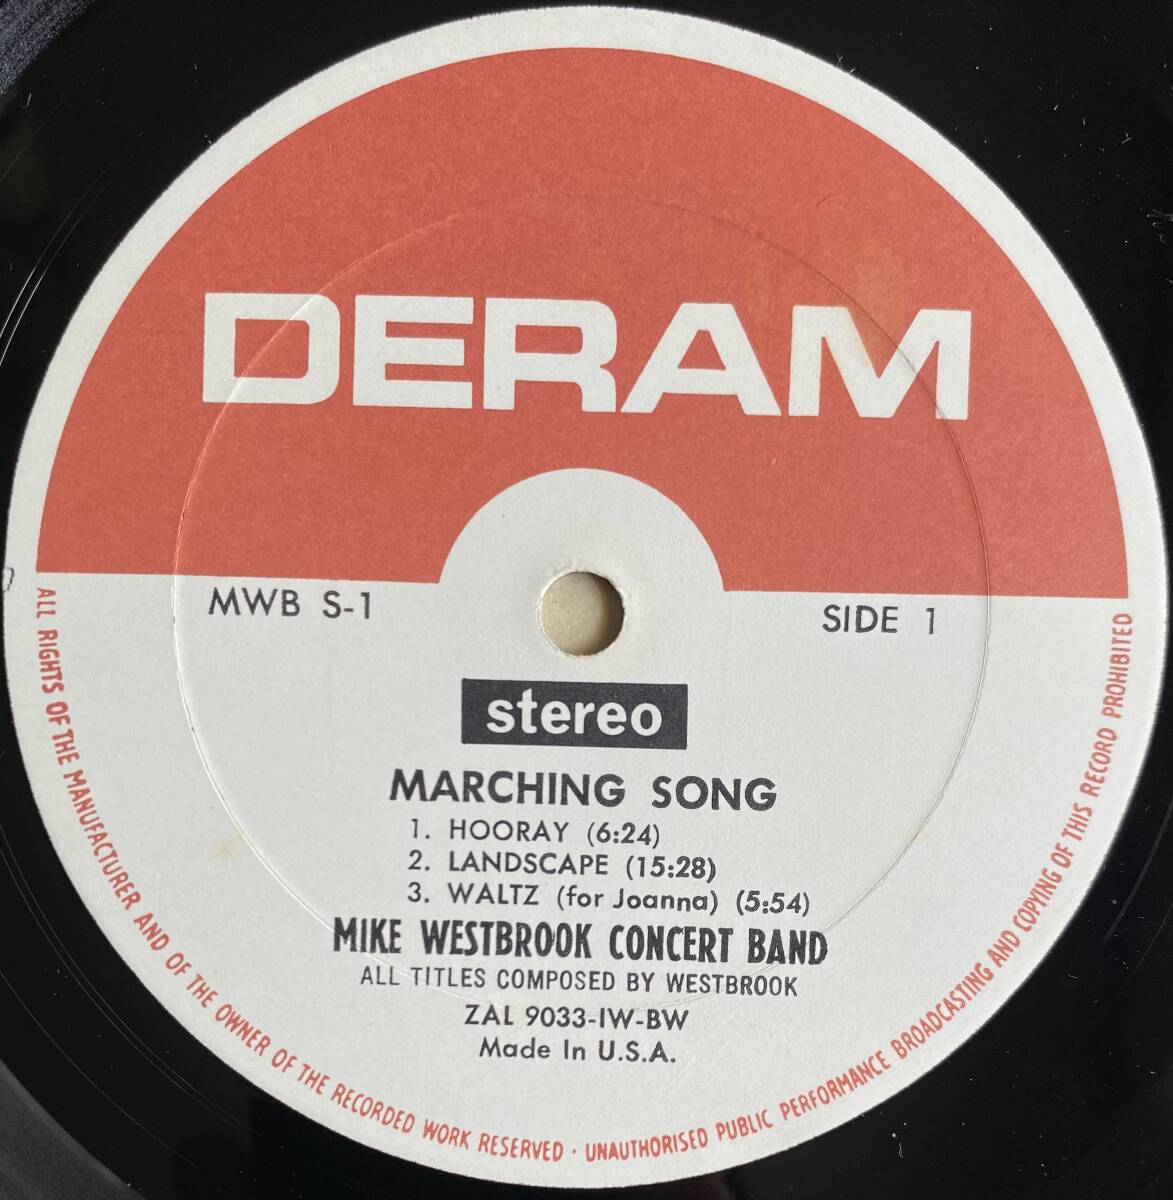 DERAM
MWB S-1
SIDE 1
stereo
MARCHING SONG
1. HOORAY (6:24)
2. LANDSCAPE (15:28)
3. WALTZ (for Joanna) (5:54)
MIKE WESTBROOK CONCERT BAND
ALL TITLES COMPOSED BY WESTBROOK
ZAL 9033-1W-BW
Made In U.S.A.
ALL RIGHTS OF THE MANUFACTURER AND OF THE OWNER OF THE RECORDED WORK RESERVED · UNAUTHORISED PUBLIC PERFORMANCE BROADCASTING AND COPYING OF THIS RECORD PROHIBITED